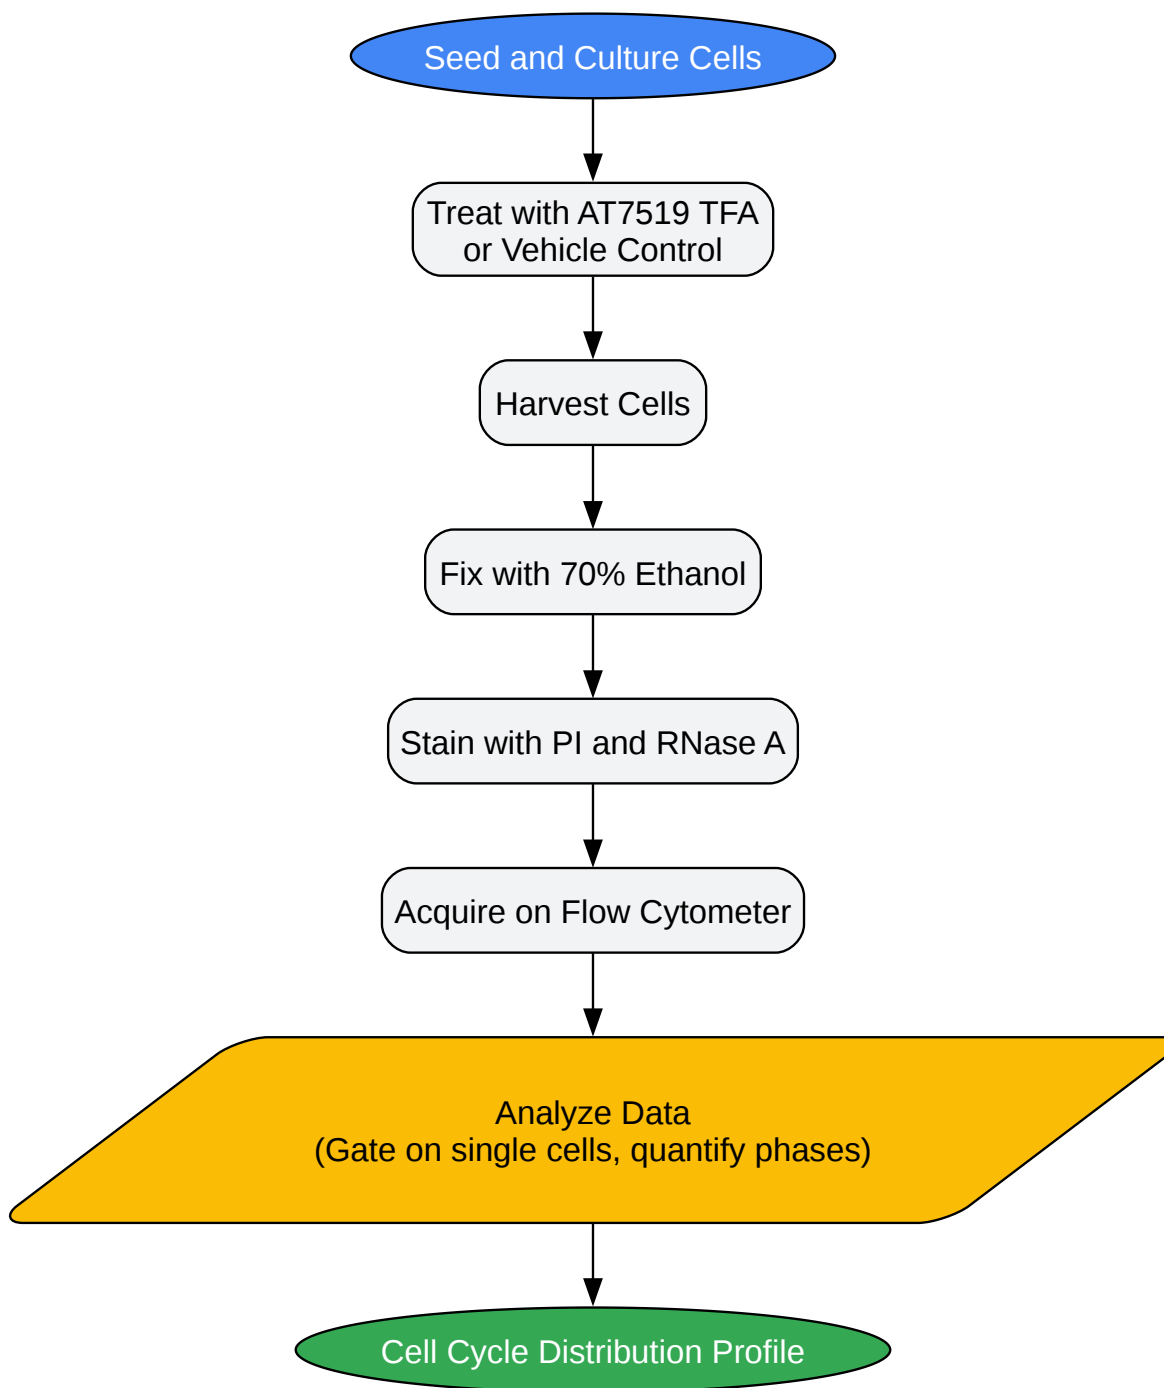 Seed and Culture Cells
Treat with AT7519 TFA
or Vehicle Control
Harvest Cells
Fix with 70% Ethanol
Stain with PI and RNase A
Acquire on Flow Cytometer
Analyze Data
(Gate on single cells, quantify phases)
Cell Cycle Distribution Profile